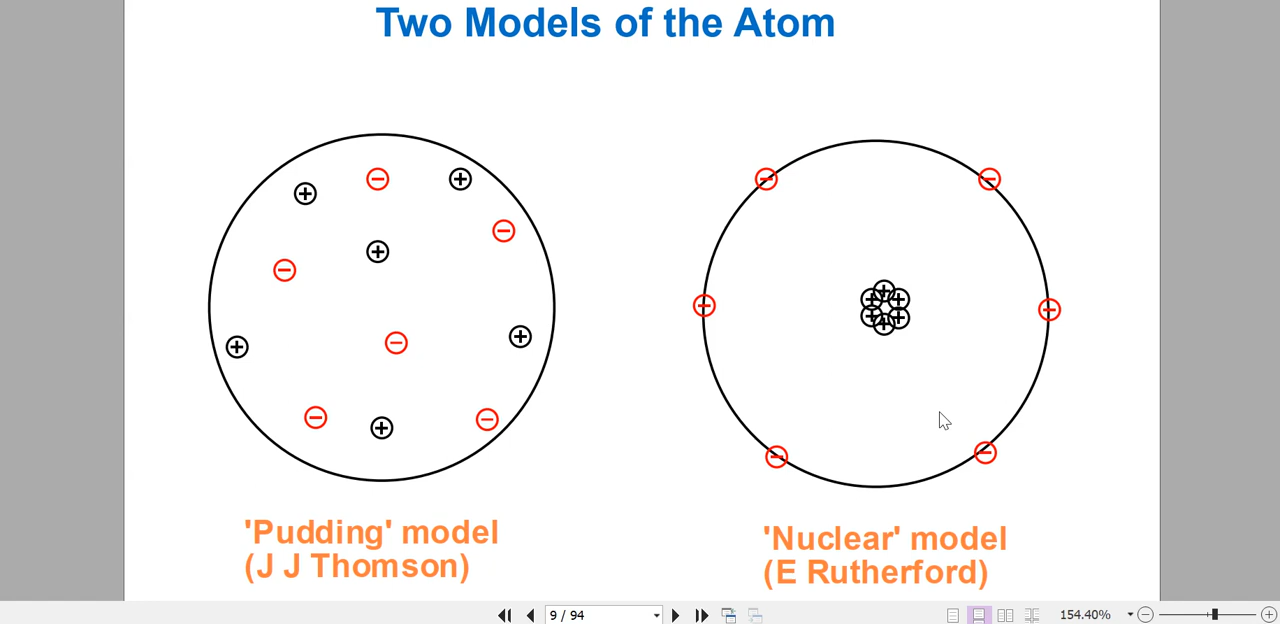 Two Models of the Atom
'Pudding' model
(J J Thomson)
'Nuclear' model
(E Rutherford)
9 / 94
154.40%